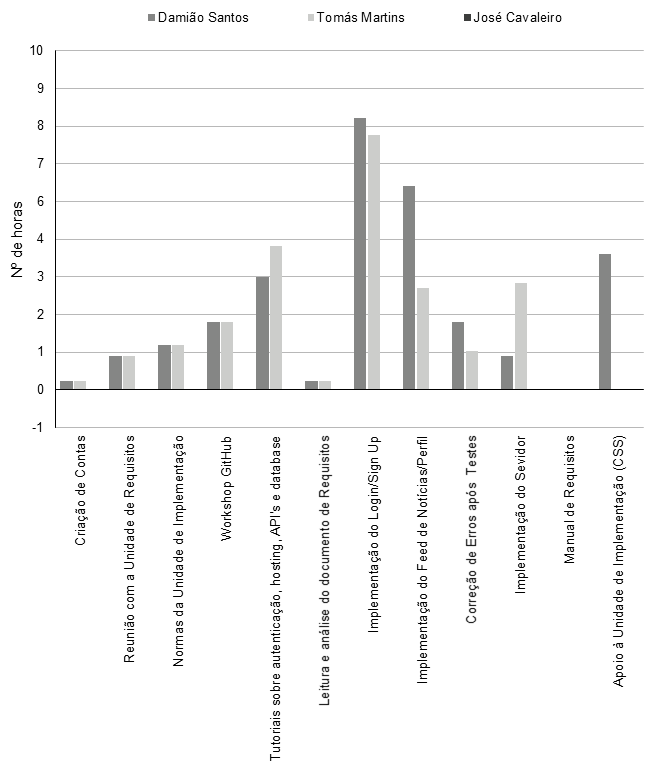 Damião Santos
Tomás Martins
José Cavaleiro
Nº de horas
10
9
8
7
6
5
4
3
2
1
0
-1
Criação de Contas
Reunião com a Unidade de Requisitos
Normas da Unidade de Implementação
Workshop GitHub
Tutoriais sobre autenticação, hosting, API's e database
Leitura e análise do documento de Requisitos
Implementação do Login/Sign Up
Implementação do Feed de Notícias/Perfil
Correção de Erros após Testes
Implementação do Sevidor
Manual de Requisitos
Apoio à Unidade de Implementação (CSS)